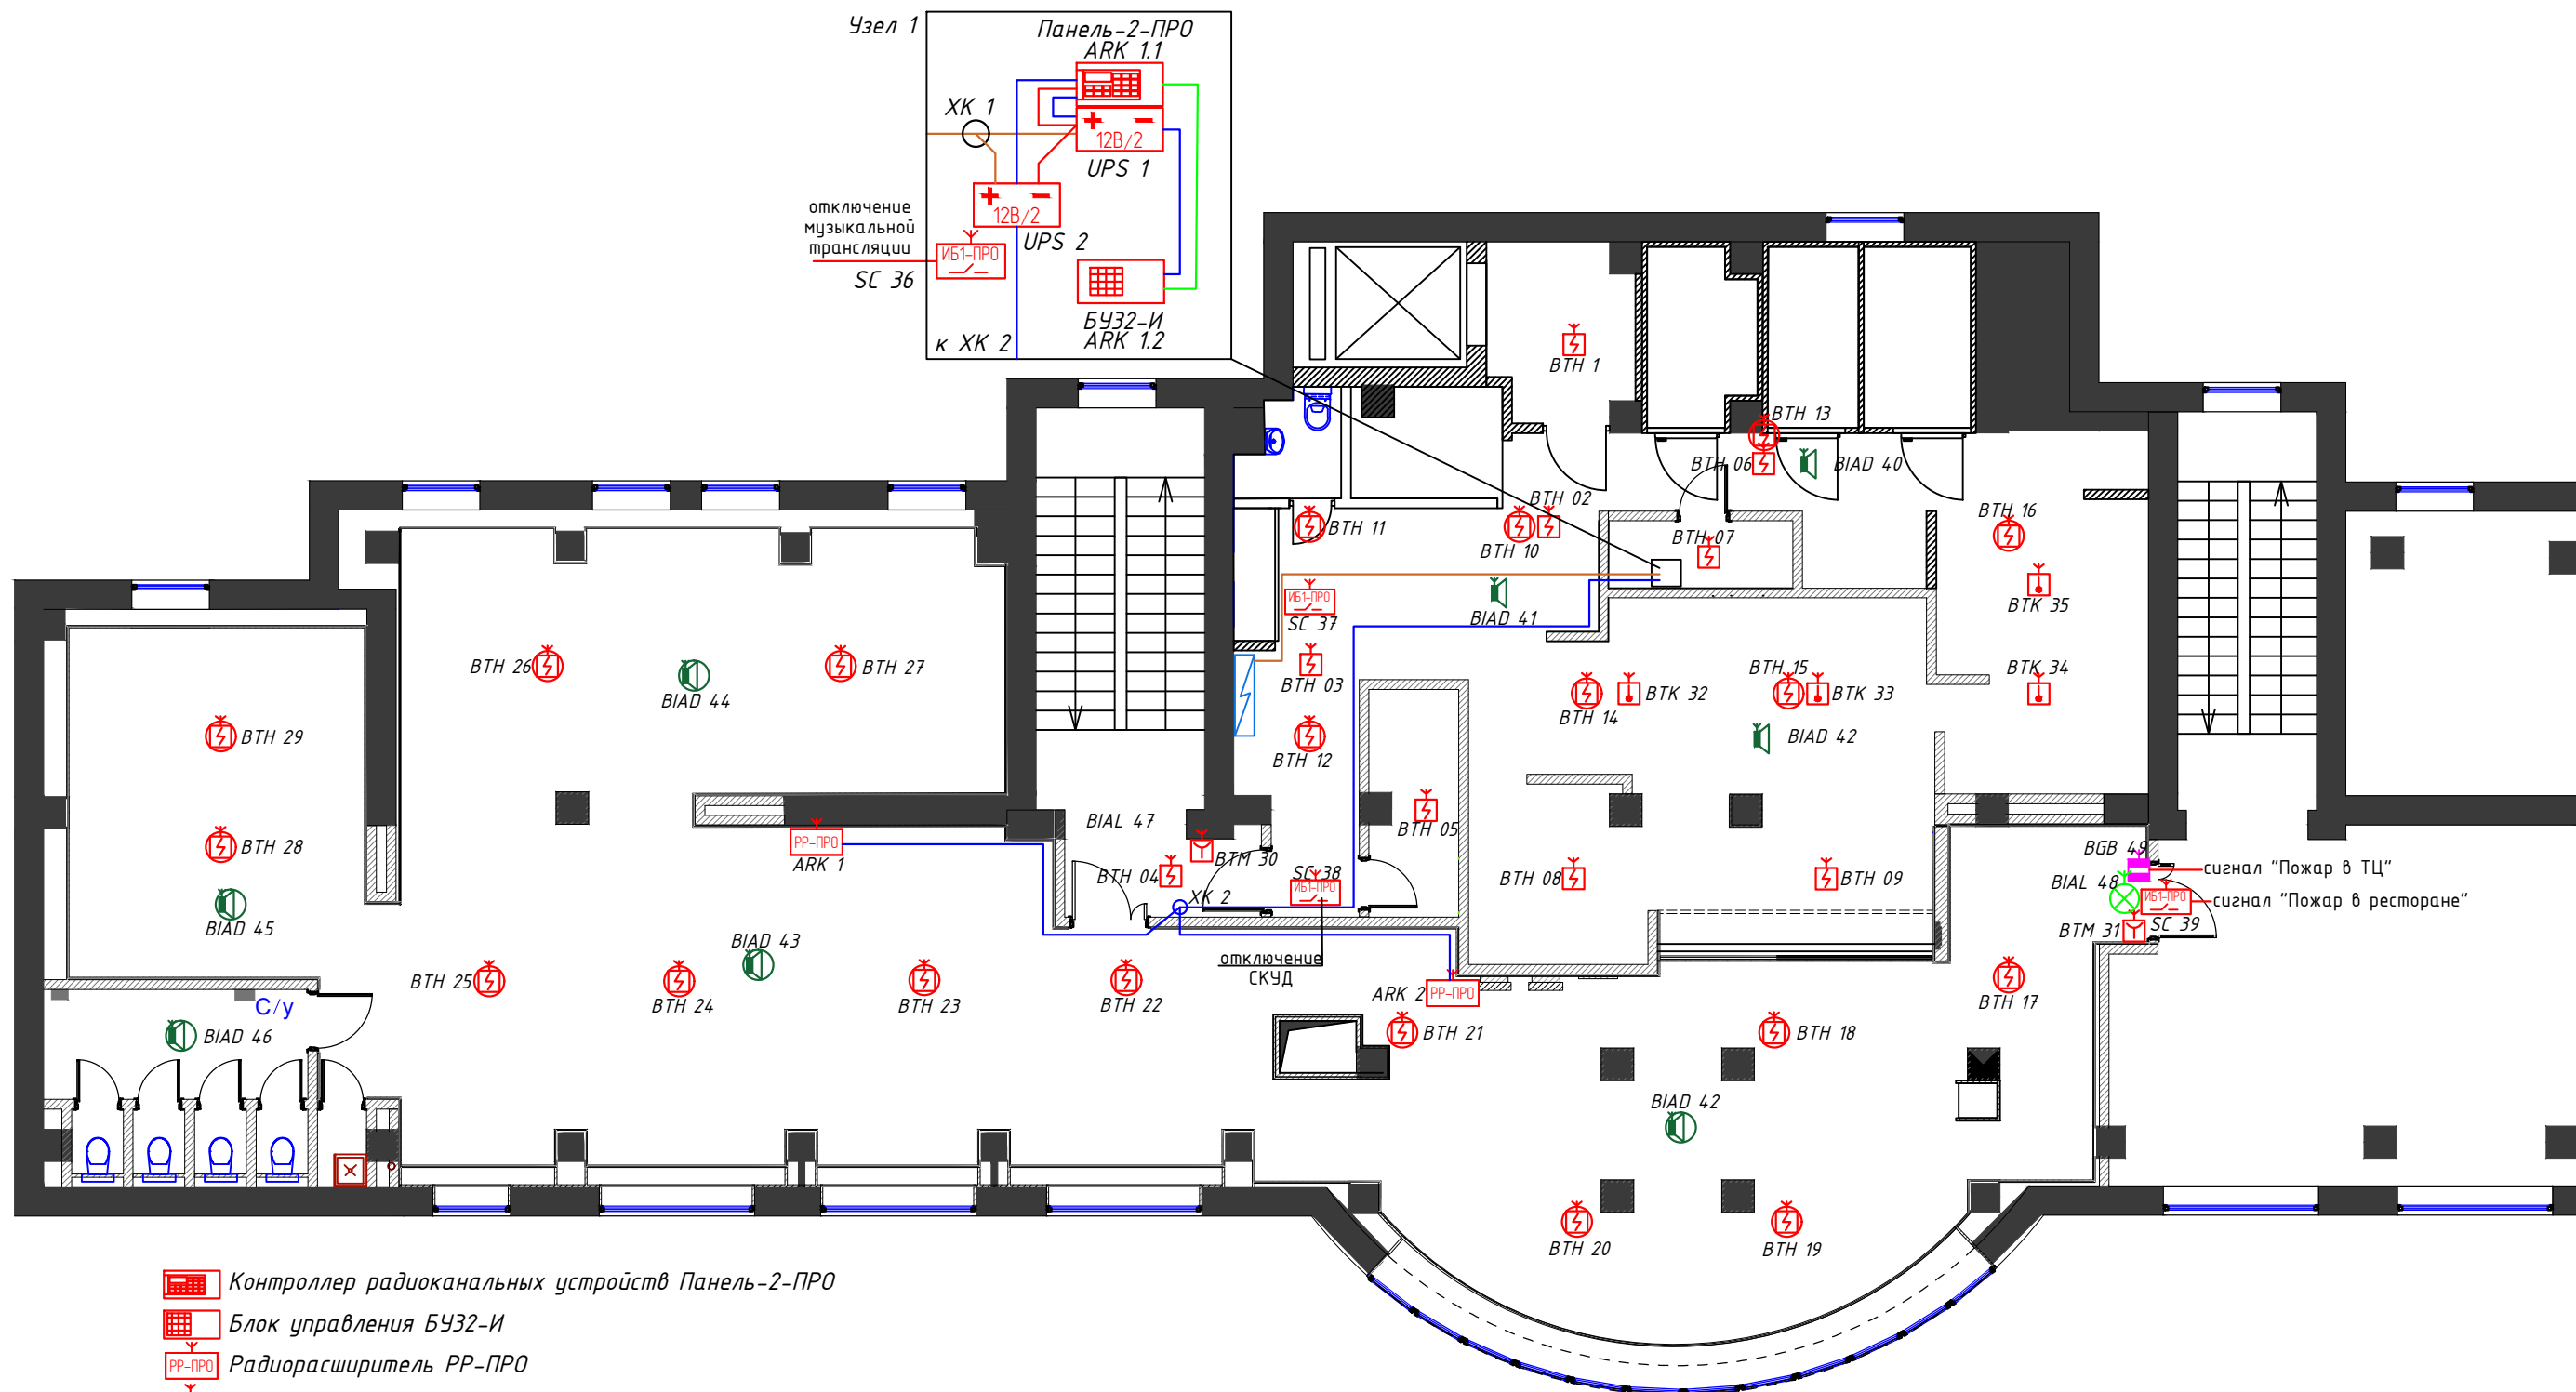 Узел 1
Панель-2-ПРО
ARK 1.1
ХК 1
12В/2
UPS 1
12В/2
UPS 2
отключение
музыкальной
трансляции
ИБ1-ПРО
SC 36
БУ32-И
ARK 1.2
к ХК 2
BTH 1
BTH 13
BTH 06
BIAD 40
BTH 02
BTH 11
BTH 10
BTH 07
BTH 16
ИБ1-ПРО
SC 37
BIAD 41
BTK 35
BTH 26
BTH 27
BIAD 44
BTH 03
BTH 15
BTK 34
BTK 32
BTK 33
BTH 14
BTH 29
BTH 12
BIAD 42
BIAL 47
BTH 05
РР-ПРО
ARK 1
BTH 28
BTM 30
BTH 04
SC 38
ИБ1-ПРО
ХК 2
BTH 08
BTH 09
BGB 49
сигнал "Пожар в ТЦ"
BIAL 48
ИБ1-ПРО
сигнал "Пожар в ресторане"
BTM 31
SC 39
BIAD 45
BIAD 43
отключение
СКУД
BTH 25
BTH 24
BTH 23
BTH 22
ARK 2
РР-ПРО
BTH 17
С/у
BIAD 46
BTH 21
BTH 18
BIAD 42
BTH 20
BTH 19
Контроллер радиоканальных устройств Панель-2-ПРО
Блок управления БУ32-И
РР-ПРО
Радиорасширитель РР-ПРО